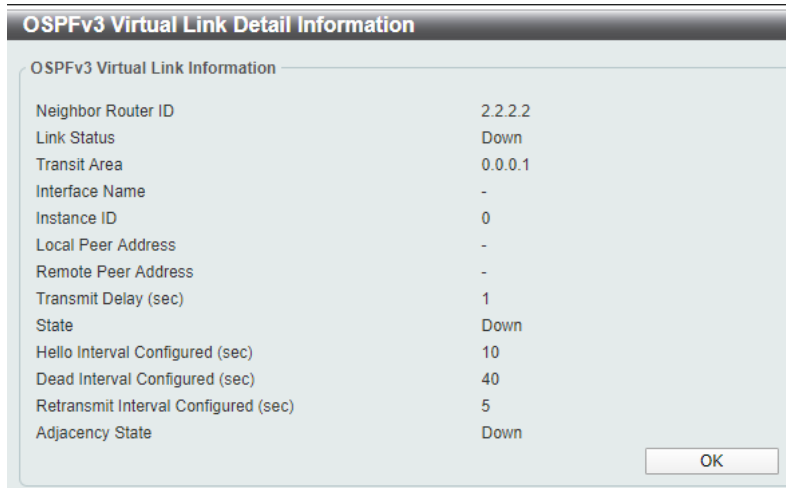 OSPFv3 Virtual Link Detail Information
OSPFv3 Virtual Link Information
Neighbor Router ID 2.2.2.2
Link Status Down
Transit Area 0.0.0.1
Interface Name -
Instance ID 0
Local Peer Address -
Remote Peer Address -
Transmit Delay (sec) 1
State Down
Hello Interval Configured (sec) 10
Dead Interval Configured (sec) 40
Retransmit Interval Configured (sec) 5
Adjacency State Down
OK